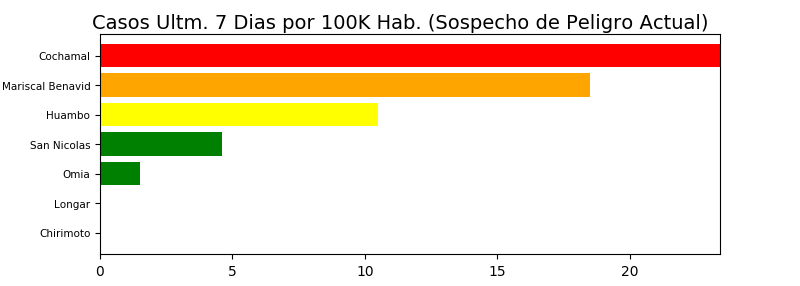 Casos Ultm. 7 Dias por 100K Hab. (Sospecho de Peligro Actual)
Cochamal
Mariscal Benavid
Huambo
San Nicolas
Omia
Longar
Chirimoto
0 5 10 15 20